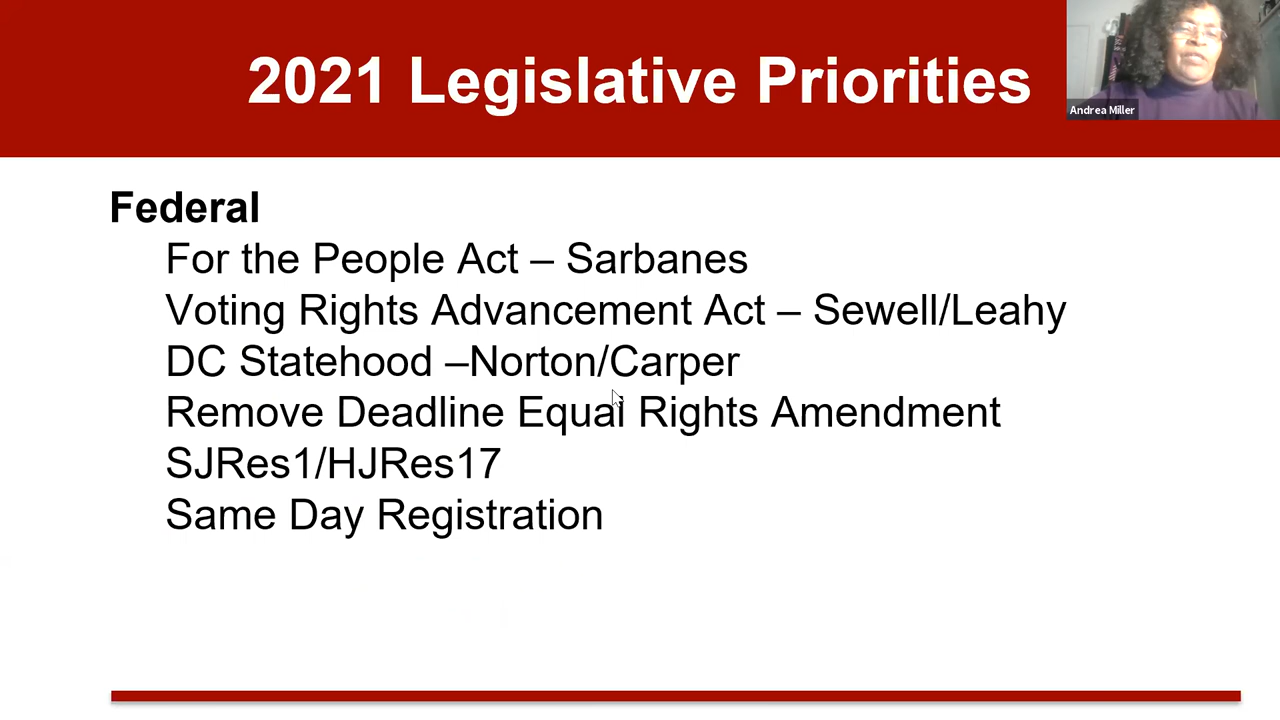 2021 Legislative Priorities
Andrea Miller
Federal
For the People Act – Sarbanes
Voting Rights Advancement Act – Sewell/Leahy
DC Statehood –Norton/Carper
Remove Deadline Equal Rights Amendment
SJRes1/HJRes17
Same Day Registration